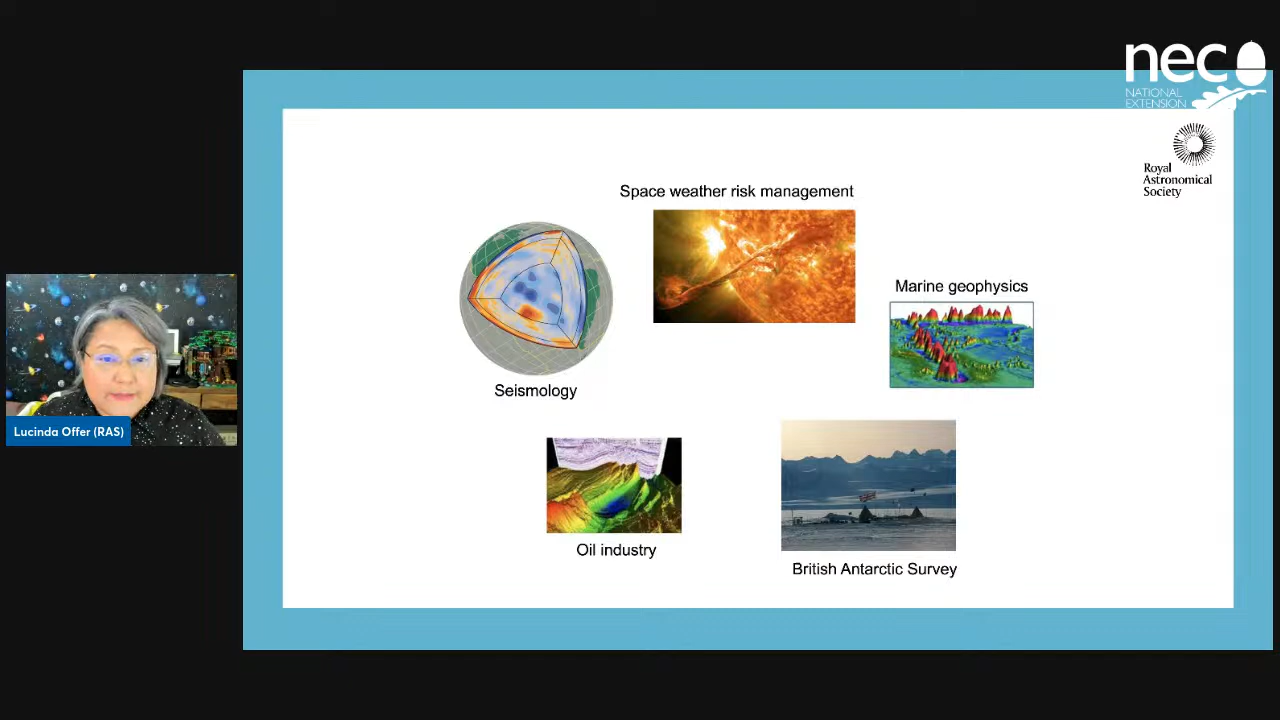 nec
NATIONAL
EXTENSION
Royal
Astronomical
Society
Space weather risk management
Marine geophysics
Seismology
Lucinda Offer (RAS)
Oil industry
British Antarctic Survey